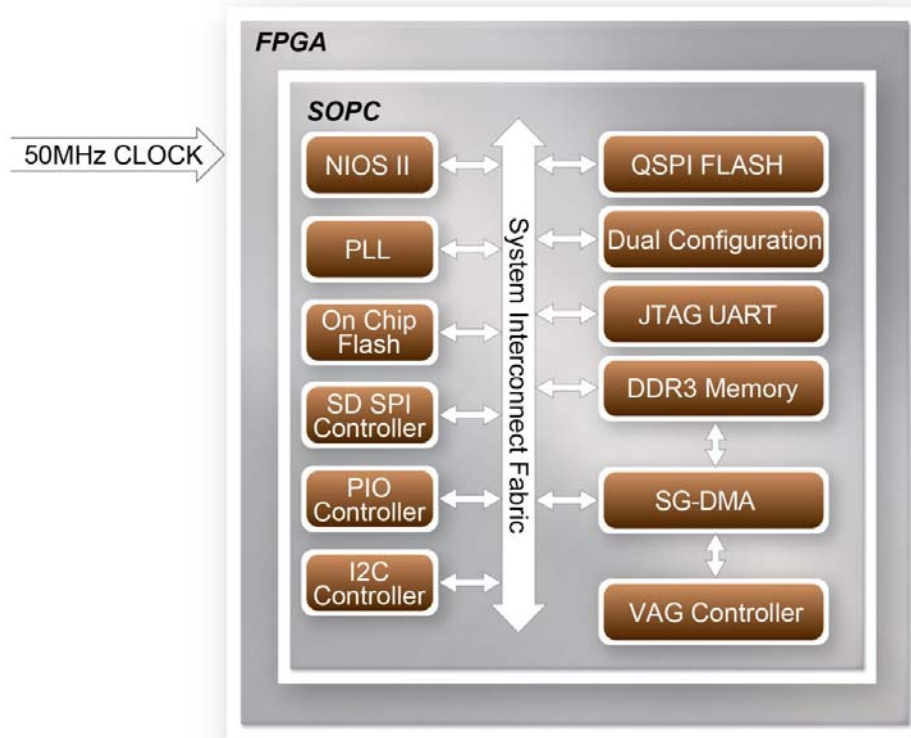 FPGA
SOPC
50MHz CLOCK
NIOS II
PLL
On Chip
Flash
SD SPI
Controller
PIO
Controller
I2C
Controller
System Interconnect Fabric
QSPI FLASH
Dual Configuration
JTAG UART
DDR3 Memory
SG-DMA
VAG Controller